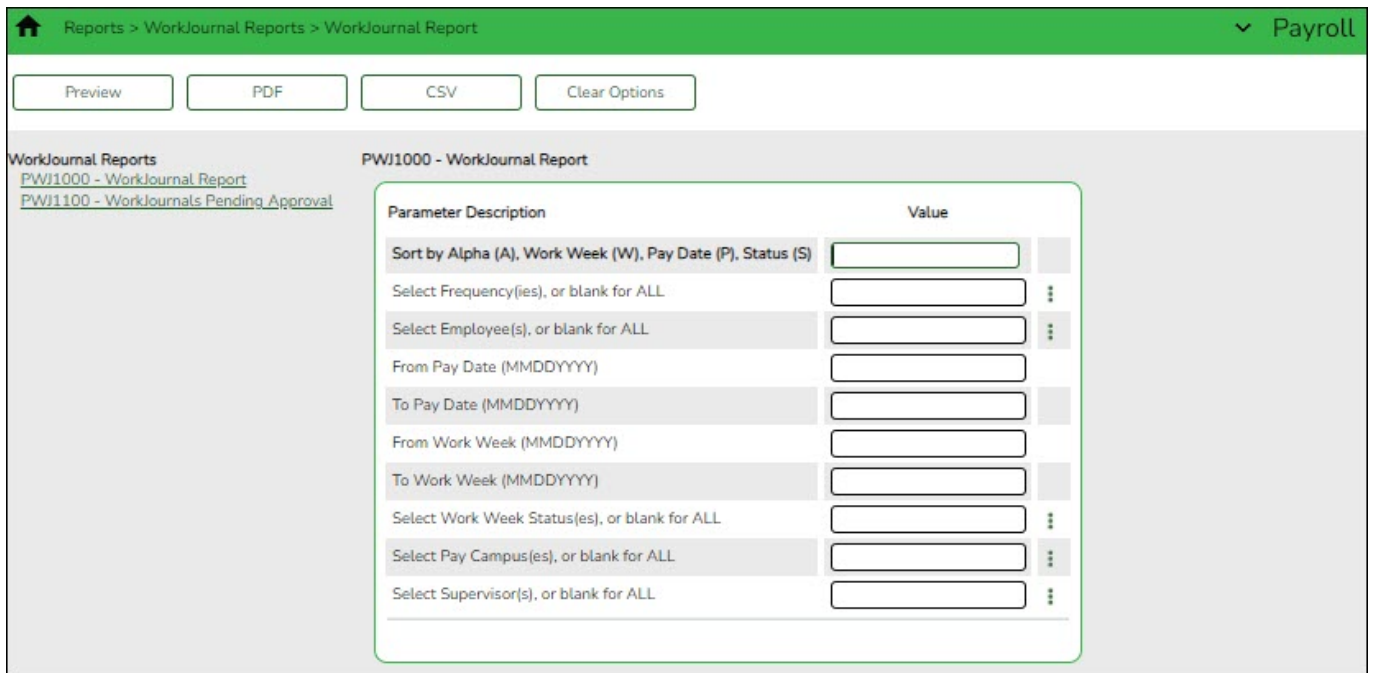 Reports > WorkJournal Reports > WorkJournal Report
Payroll
Preview
PDF
CSV
Clear Options
WorkJournal Reports
PWJ1000 - WorkJournal Report
PWJ1100 - WorkJournals Pending Approval
PWJ1000 - WorkJournal Report
Parameter Description Value
Sort by Alpha (A), Work Week (W), Pay Date (P), Status (S)
Select Frequency(ies), or blank for ALL
Select Employee(s), or blank for ALL
From Pay Date (MMDDYYYY)
To Pay Date (MMDDYYYY)
From Work Week (MMDDYYYY)
To Work Week (MMDDYYYY)
Select Work Week Status(es), or blank for ALL
Select Pay Campus(es), or blank for ALL
Select Supervisor(s), or blank for ALL